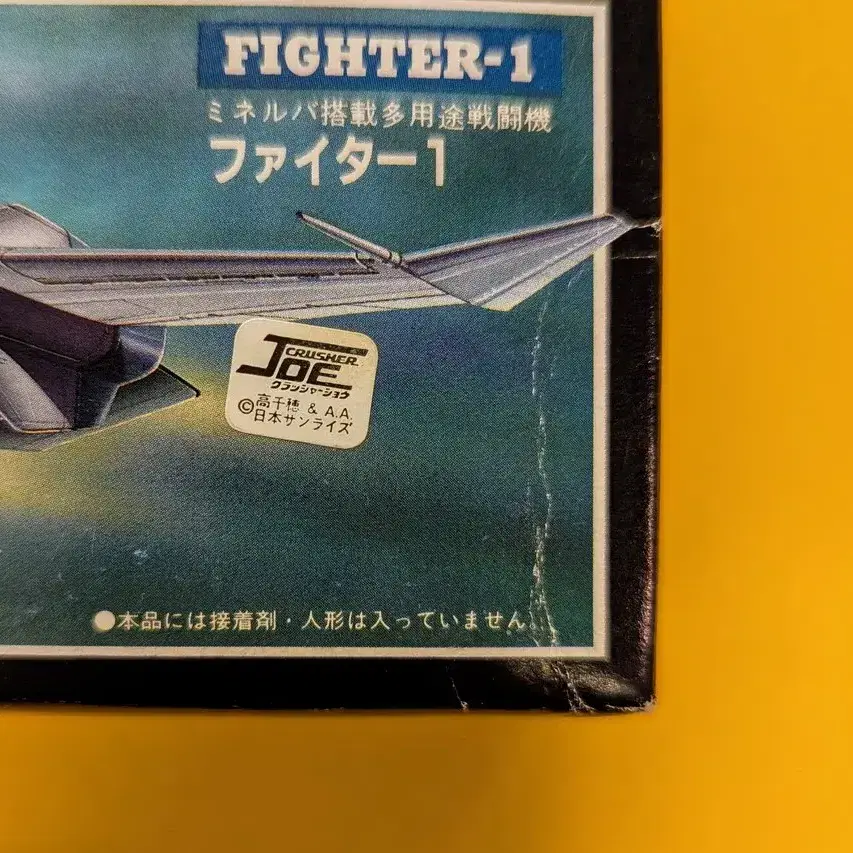 FIGHTER-1
ミネルバ搭載多用途戦闘機
ファイター1
CRUSHER
JOE
クラッシャージョウ
©高千穂 & A.A.
日本サンライズ
●本品には接着剤・人形は入っていません。